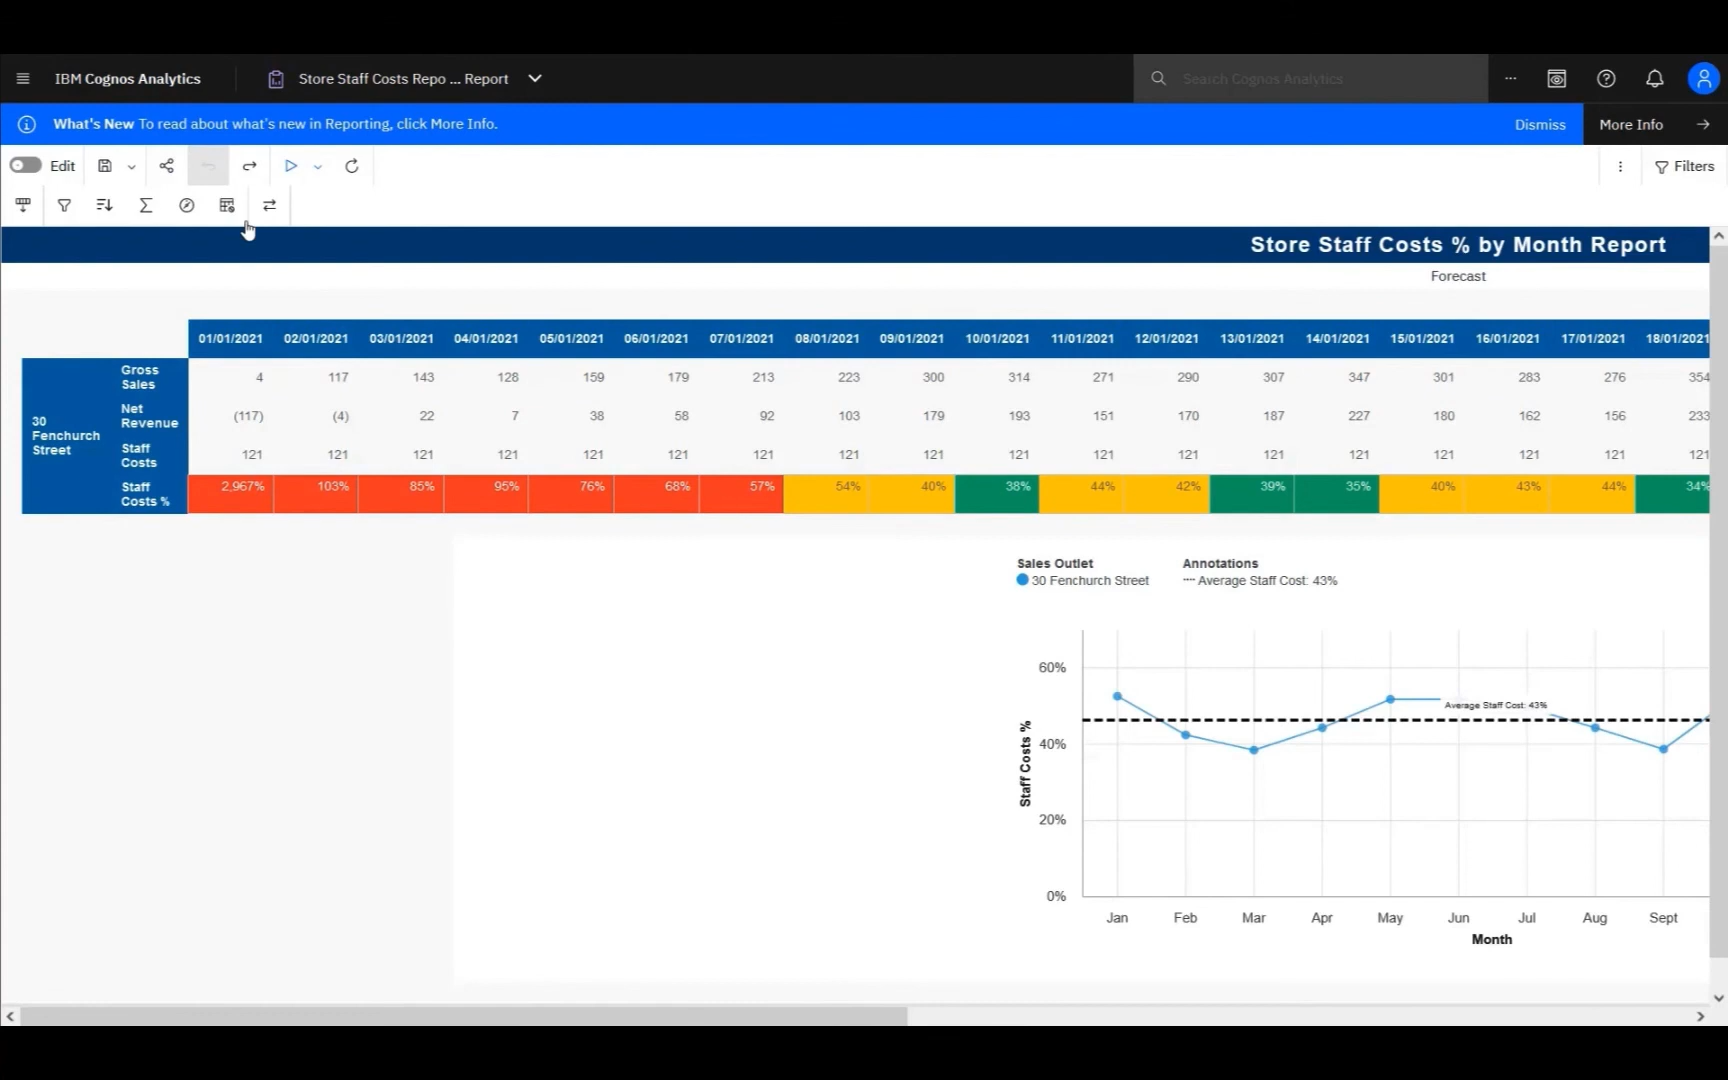 IBM Cognos Analytics
Store Staff Costs Repo ... Report
Search Cognos Analytics
What's New To read about what's new in Reporting, click More Info.
Dismiss
More Info
Edit
Filters
Store Staff Costs % by Month Report
Forecast
01/01/2021 02/01/2021 03/01/2021 04/01/2021 05/01/2021 06/01/2021 07/01/2021 08/01/2021 09/01/2021 10/01/2021 11/01/2021 12/01/2021 13/01/2021 14/01/2021 15/01/2021 16/01/2021 17/01/2021 18/01/2021
30
Fenchurch
Street
Gross
Sales
4 117 143 128 159 179 213 223 300 314 271 290 307 347 301 283 276 354
Net
Revenue
(117) (4) 22 7 38 58 92 103 179 193 151 170 187 227 180 162 156 233
Staff
Costs
121 121 121 121 121 121 121 121 121 121 121 121 121 121 121 121 121 121
Staff
Costs %
2,967% 103% 85% 95% 76% 68% 57% 54% 40% 38% 44% 42% 39% 35% 40% 43% 44% 34%
Sales Outlet
30 Fenchurch Street
Annotations
Average Staff Cost: 43%
Staff Costs %
60%
40%
20%
0%
Average Staff Cost: 43%
Jan Feb Mar Apr May Jun Jul Aug Sept
Month